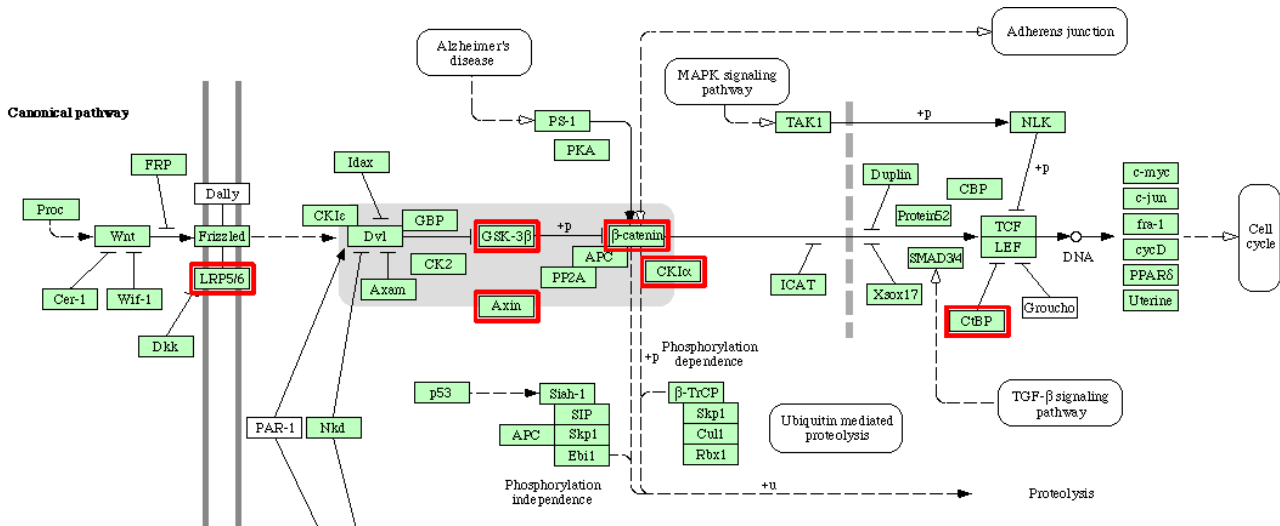 Adherens junction
Alzheimer's
disease
MAPK signaling
pathway
Canonical pathway
PS-1
TAK1
+p
NLK
PKA
FRP
Idax
+p
Dally
Duplin
CBP
c-myc
c-jun
Proc
CKIε
GBP
Protein52
Wnt
Frizzled
Dvl
GSK-3β
+p
β-catenin
TCF
LEF
DNA
fra-1
cycD
Cell
cycle
APC
CK2
PP2A
CKIα
SMAD3/4
PPARδ
LRP5/6
Cer-1
Wif-1
Axam
Axin
ICAT
Xsox17
Uterine
Groucho
CtBP
Dkk
Phosphorylation
dependence
+p
p53
Siah-1
β-TrCP
TGF-β signaling
pathway
SIP
Skp1
PAR-1
Nkd
APC
Skp1
Cul1
Ubiquitin mediated
proteolysis
Ebi1
Rbx1
Phosphorylation
independence
+u
Proteolysis